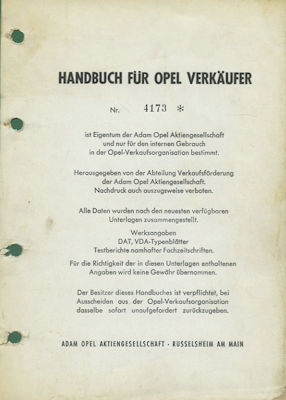 HANDBUCH FÜR OPEL VERKÄUFER
Nr. 4173 *
ist Eigentum der Adam Opel Aktiengesellschaft
und nur für den internen Gebrauch
in der Opel-Verkaufsorganisation bestimmt.
Herausgegeben von der Abteilung Verkaufsförderung
der Adam Opel Aktiengesellschaft.
Nachdruck auch auszugsweise verboten.
Alle Daten wurden nach den neuesten verfügbaren
Unterlagen zusammengestellt.
Werksangaben
DAT, VDA-Typenblätter
Testberichte namhafter Fachzeitschriften.
Für die Richtigkeit der in diesen Unterlagen enthaltenen
Angaben wird keine Gewähr übernommen.
Der Besitzer dieses Handbuches ist verpflichtet, bei
Ausscheiden aus der Opel-Verkaufsorganisation
dasselbe sofort unaufgefordert zurückzugeben.
ADAM OPEL AKTIENGESELLSCHAFT · RÜSSELSHEIM AM MAIN